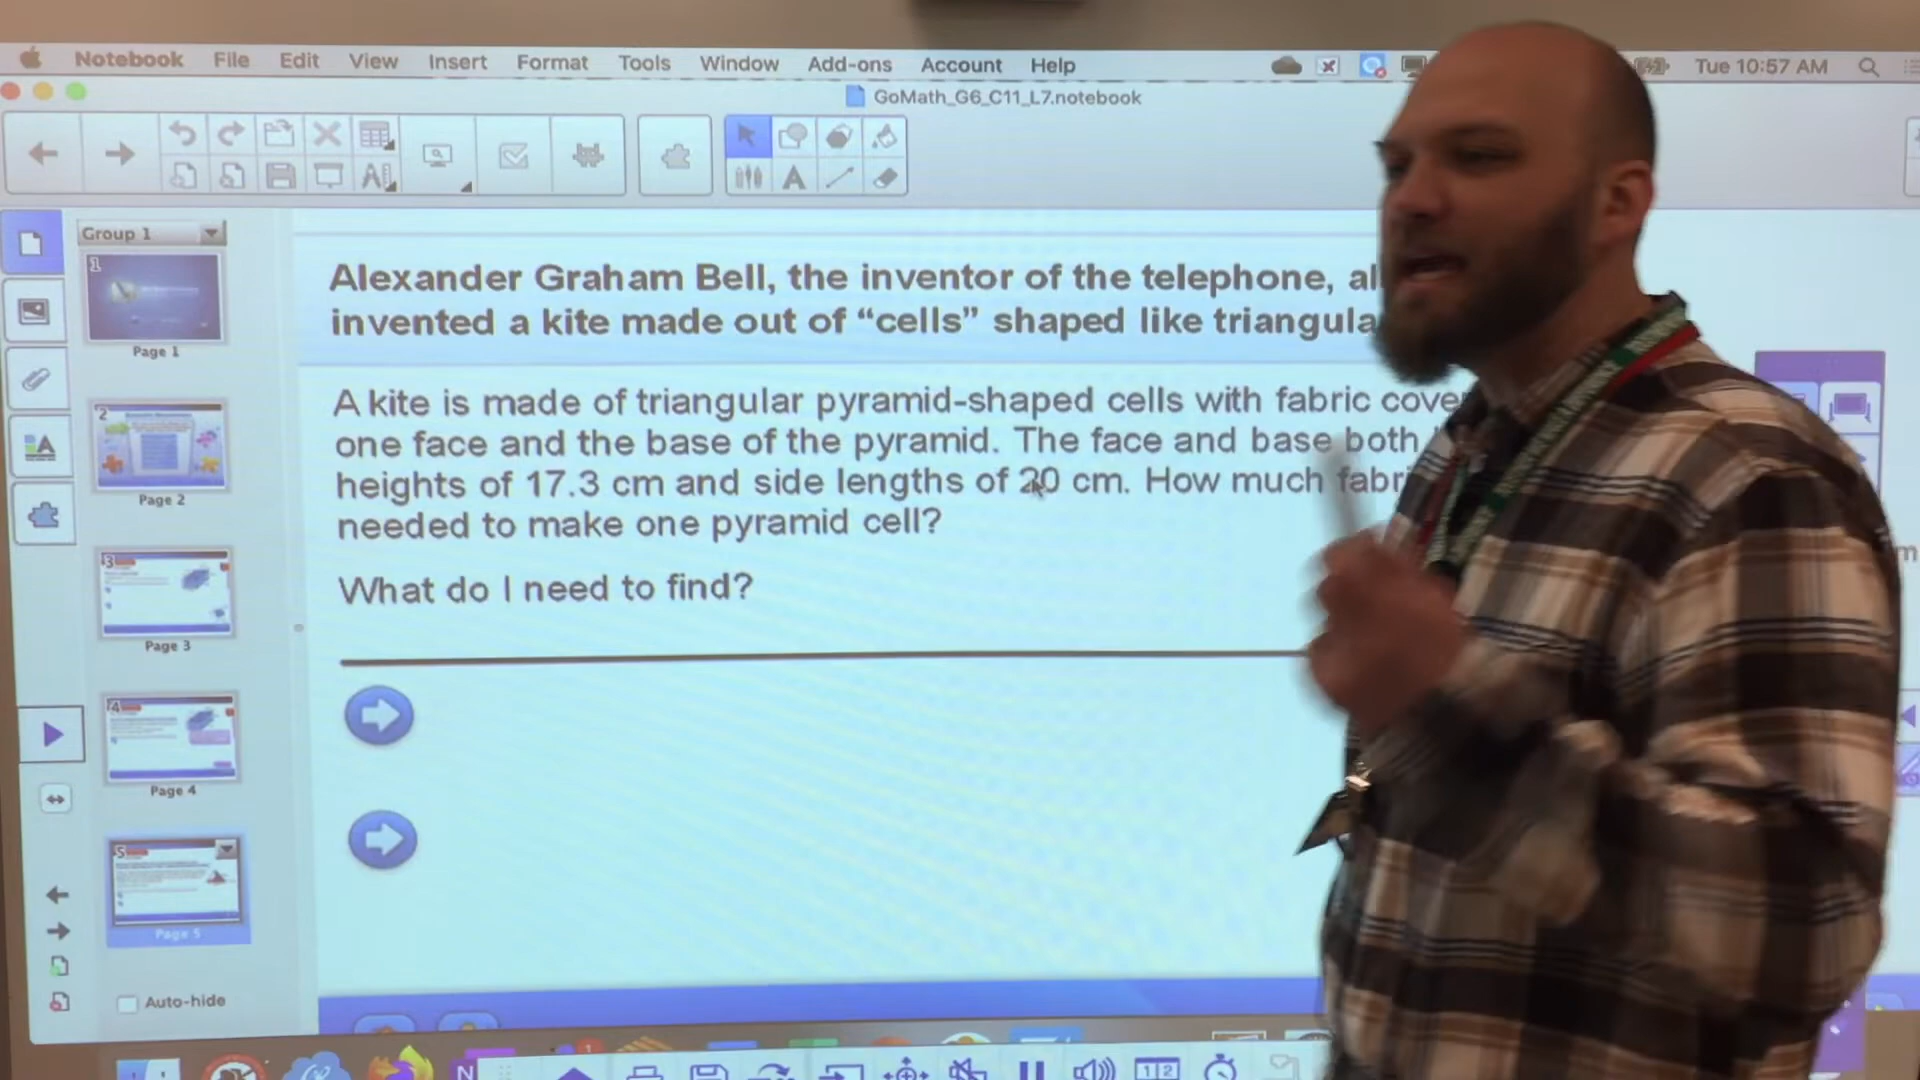 Notebook File Edit View Insert Format Tools Window Add-ons Account Help Tue 10:57 AM
GoMath_G6_C11_L7.notebook
Group 1
1
Page 1
2
Page 2
3
Page 3
4
Page 4
5
Page 5
Auto-hide
Alexander Graham Bell, the inventor of the telephone, al
invented a kite made out of “cells” shaped like triangula
A kite is made of triangular pyramid-shaped cells with fabric cove
one face and the base of the pyramid. The face and base both
heights of 17.3 cm and side lengths of 20 cm. How much fabr
needed to make one pyramid cell?
What do I need to find?